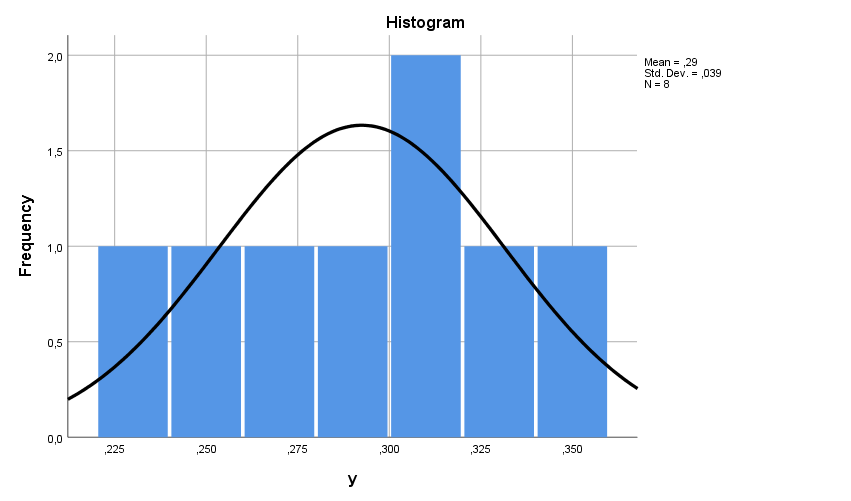 Histogram
Mean = ,29
Std. Dev. = ,039
N = 8
Frequency
2,0
1,5
1,0
0,5
0,0
,225
,250
,275
,300
,325
,350
y